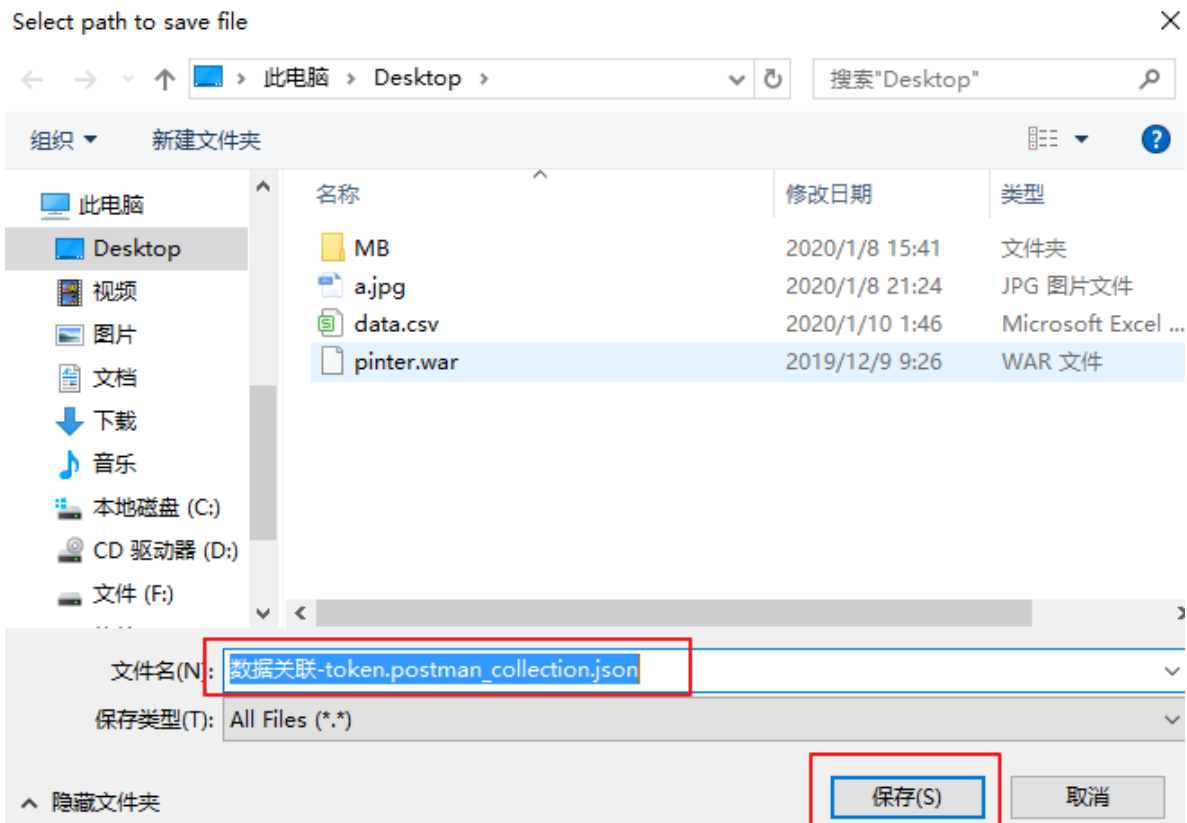 Select path to save file
此电脑 › Desktop ›
搜索"Desktop"
组织
新建文件夹
此电脑
Desktop
视频
图片
文档
下载
音乐
本地磁盘 (C:)
CD 驱动器 (D:)
文件 (F:)
名称 修改日期 类型
MB 2020/1/8 15:41 文件夹
a.jpg 2020/1/8 21:24 JPG 图片文件
data.csv 2020/1/10 1:46 Microsoft Excel ...
pinter.war 2019/12/9 9:26 WAR 文件
文件名(N): 数据关联-token.postman_collection.json
保存类型(T): All Files (*.*)
隐藏文件夹
保存(S)
取消